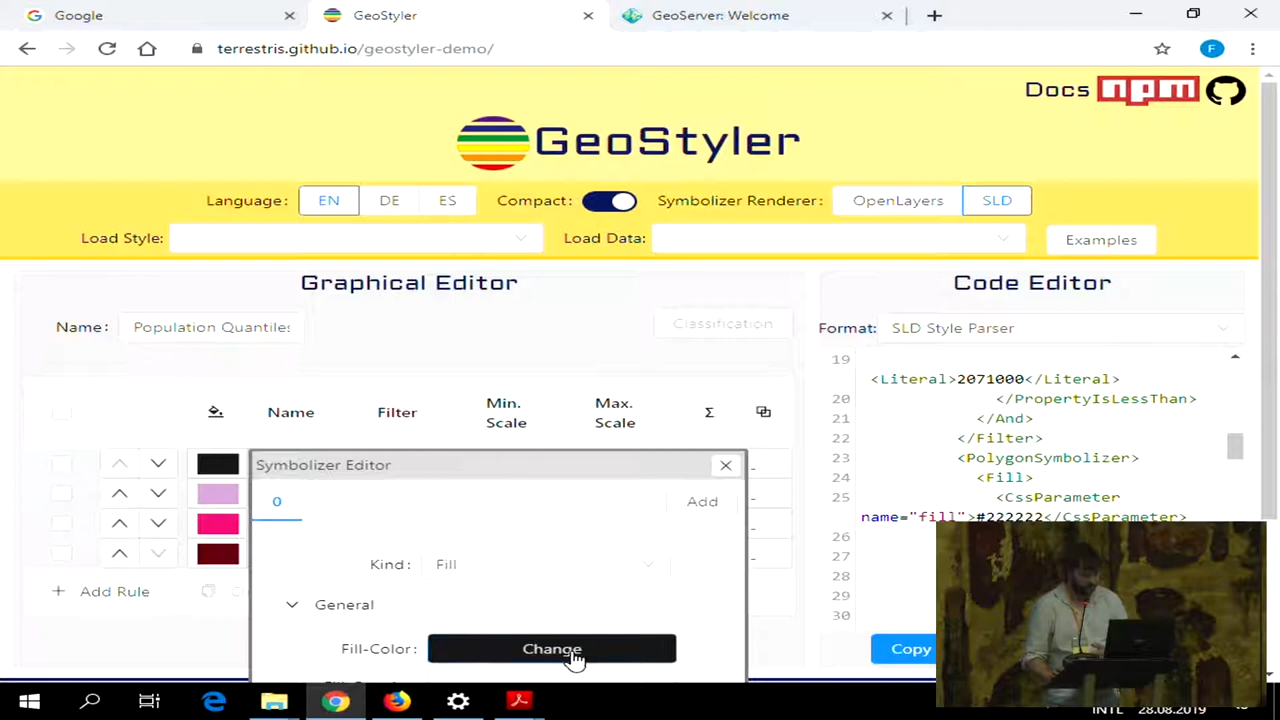 Google
GeoStyler
GeoServer: Welcome
terrestris.github.io/geostyler-demo/
F
Docs npm
GeoStyler
Language: EN DE ES Compact: Symbolizer Renderer: OpenLayers SLD
Load Style: Load Data: Examples
Graphical Editor
Code Editor
Name: Population Quantiles Classification
Format: SLD Style Parser
Name Filter Min. Scale Max. Scale Σ
Symbolizer Editor
0 Add
Kind: Fill
General
Fill-Color: Change
+ Add Rule
19
<Literal>2071000</Literal>
20 </PropertyIsLessThan>
21 </And>
22 </Filter>
23 <PolygonSymbolizer>
24 <Fill>
25 <CssParameter
name="fill">#222222</CssParameter>
26
27
28
29
30
Copy
INTL 28.08.2019